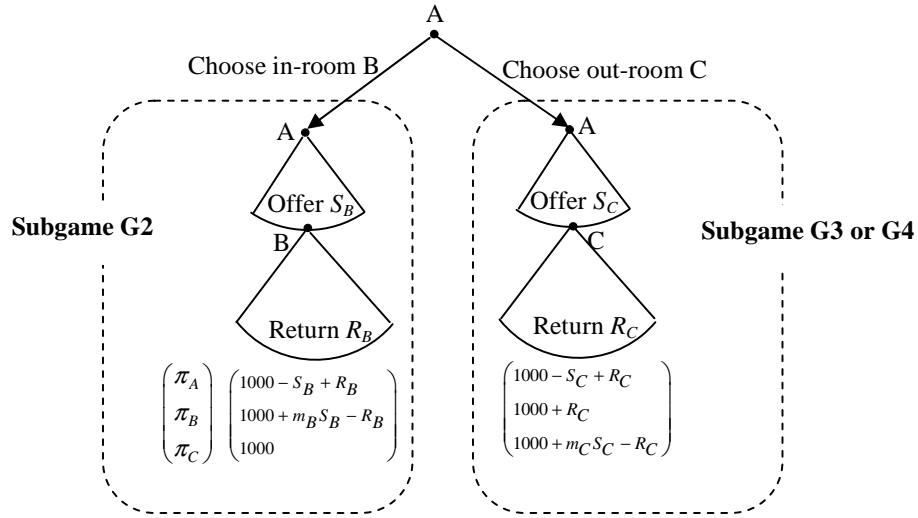 A
Choose in-room B
Choose out-room C
A
Offer S_B
Subgame G2
B
Return R_B
(π_A π_B π_C)
(1000 − S_B + R_B
1000 + m_B S_B − R_B
1000)
A
Offer S_C
Subgame G3 or G4
C
Return R_C
(1000 − S_C + R_C
1000 + R_C
1000 + m_C S_C − R_C)